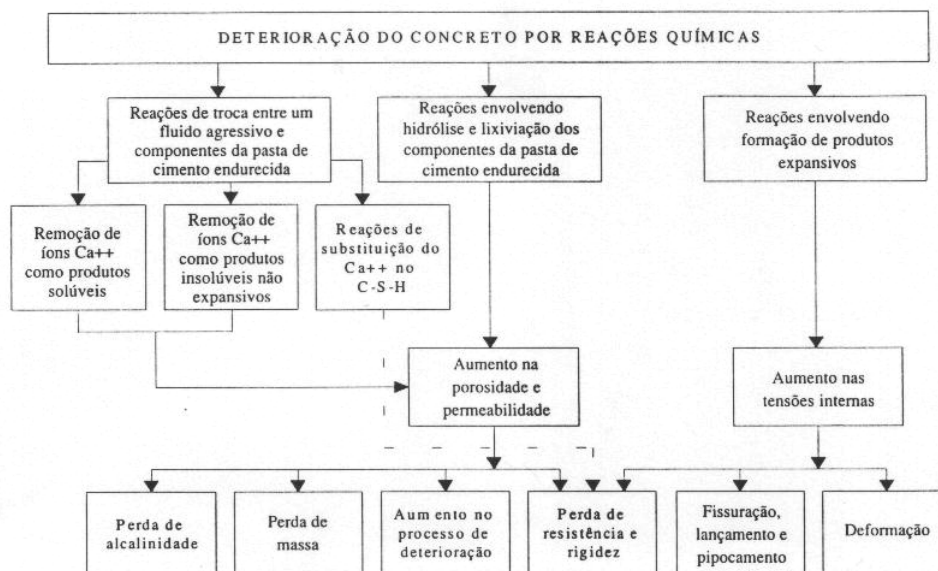 DETERIORAÇÃO DO CONCRETO POR REAÇÕES QUÍMICAS
Reações de troca entre um
fluido agressivo e
componentes da pasta de
cimento endurecida
Reações envolvendo
hidrólise e lixiviação dos
componentes da pasta de
cimento endurecida
Reações envolvendo
formação de produtos
expansivos
Remoção de
íons Ca++
como produtos
solúveis
Remoção de
íons Ca++
como produtos
insolúveis não
expansivos
Reações de
substituição do
Ca++ no
C-S-H
Aumento na
porosidade e
permeabilidade
Aumento nas
tensões internas
Perda de
alcalinidade
Perda de
massa
Aumento no
processo de
deterioração
Perda de
resistência e
rigidez
Fissuração,
lançamento e
pipocamento
Deformação